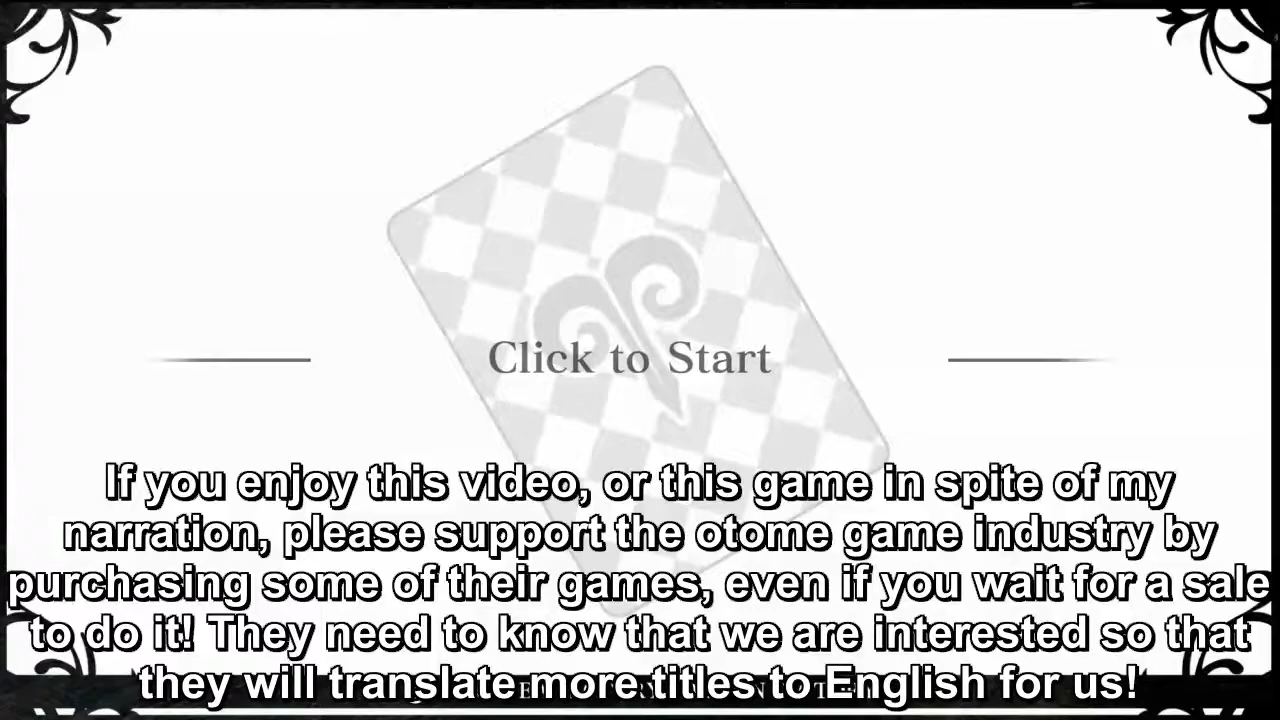 Click to Start
If you enjoy this video, or this game in spite of my
narration, please support the otome game industry by
purchasing some of their games, even if you wait for a sale
to do it! They need to know that we are interested so that
they will translate more titles to English for us!